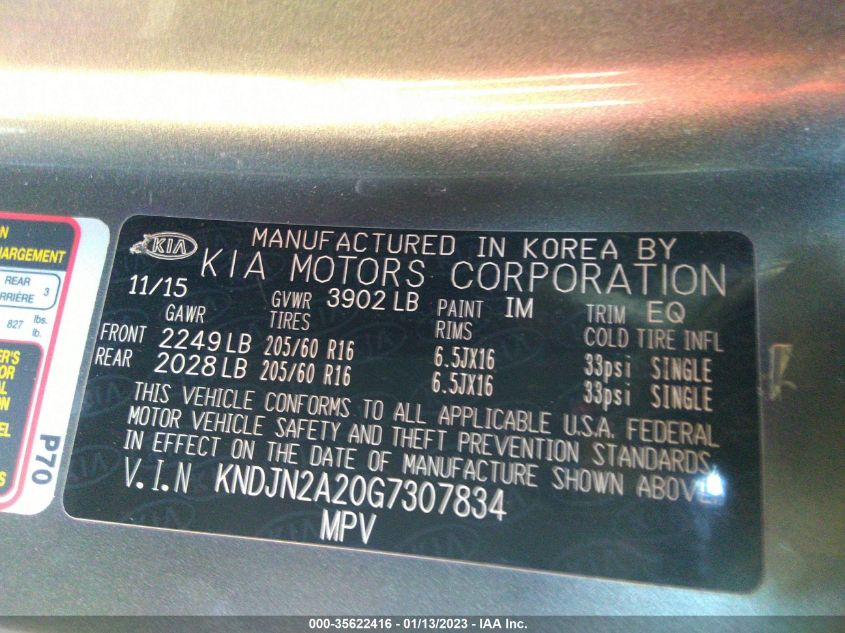 N
HARGEMENT
REAR 3
RRIÈRE
827 lbs.
lb.
P70
KIA
MANUFACTURED IN KOREA BY
KIA MOTORS CORPORATION
11/15 GVWR 3902 LB PAINT IM TRIM EQ
GAWR TIRES RIMS COLD TIRE INFL
FRONT 2249 LB 205/60 R16 6.5JX16 33psi SINGLE
REAR 2028 LB 205/60 R16 6.5JX16 33psi SINGLE
THIS VEHICLE CONFORMS TO ALL APPLICABLE U.S.A. FEDERAL
MOTOR VEHICLE SAFETY AND THEFT PREVENTION STANDARDS,
IN EFFECT ON THE DATE OF MANUFACTURE SHOWN ABOVE.
V.I.N KNDJN2A20G7307834
MPV
000-35622416 - 01/13/2023 - IAA Inc.